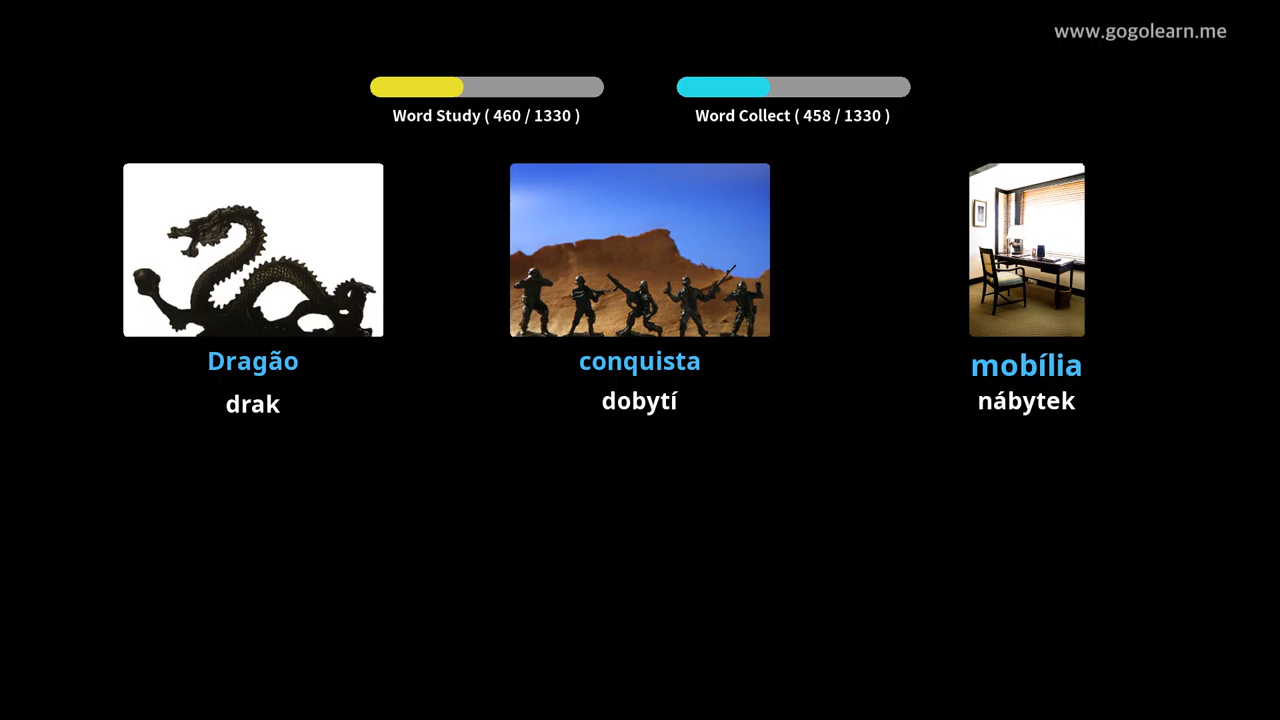 www.gogolearn.me
Word Study ( 460 / 1330 )
Word Collect ( 458 / 1330 )
Dragão
conquista
mobília
drak
dobytí
nábytek